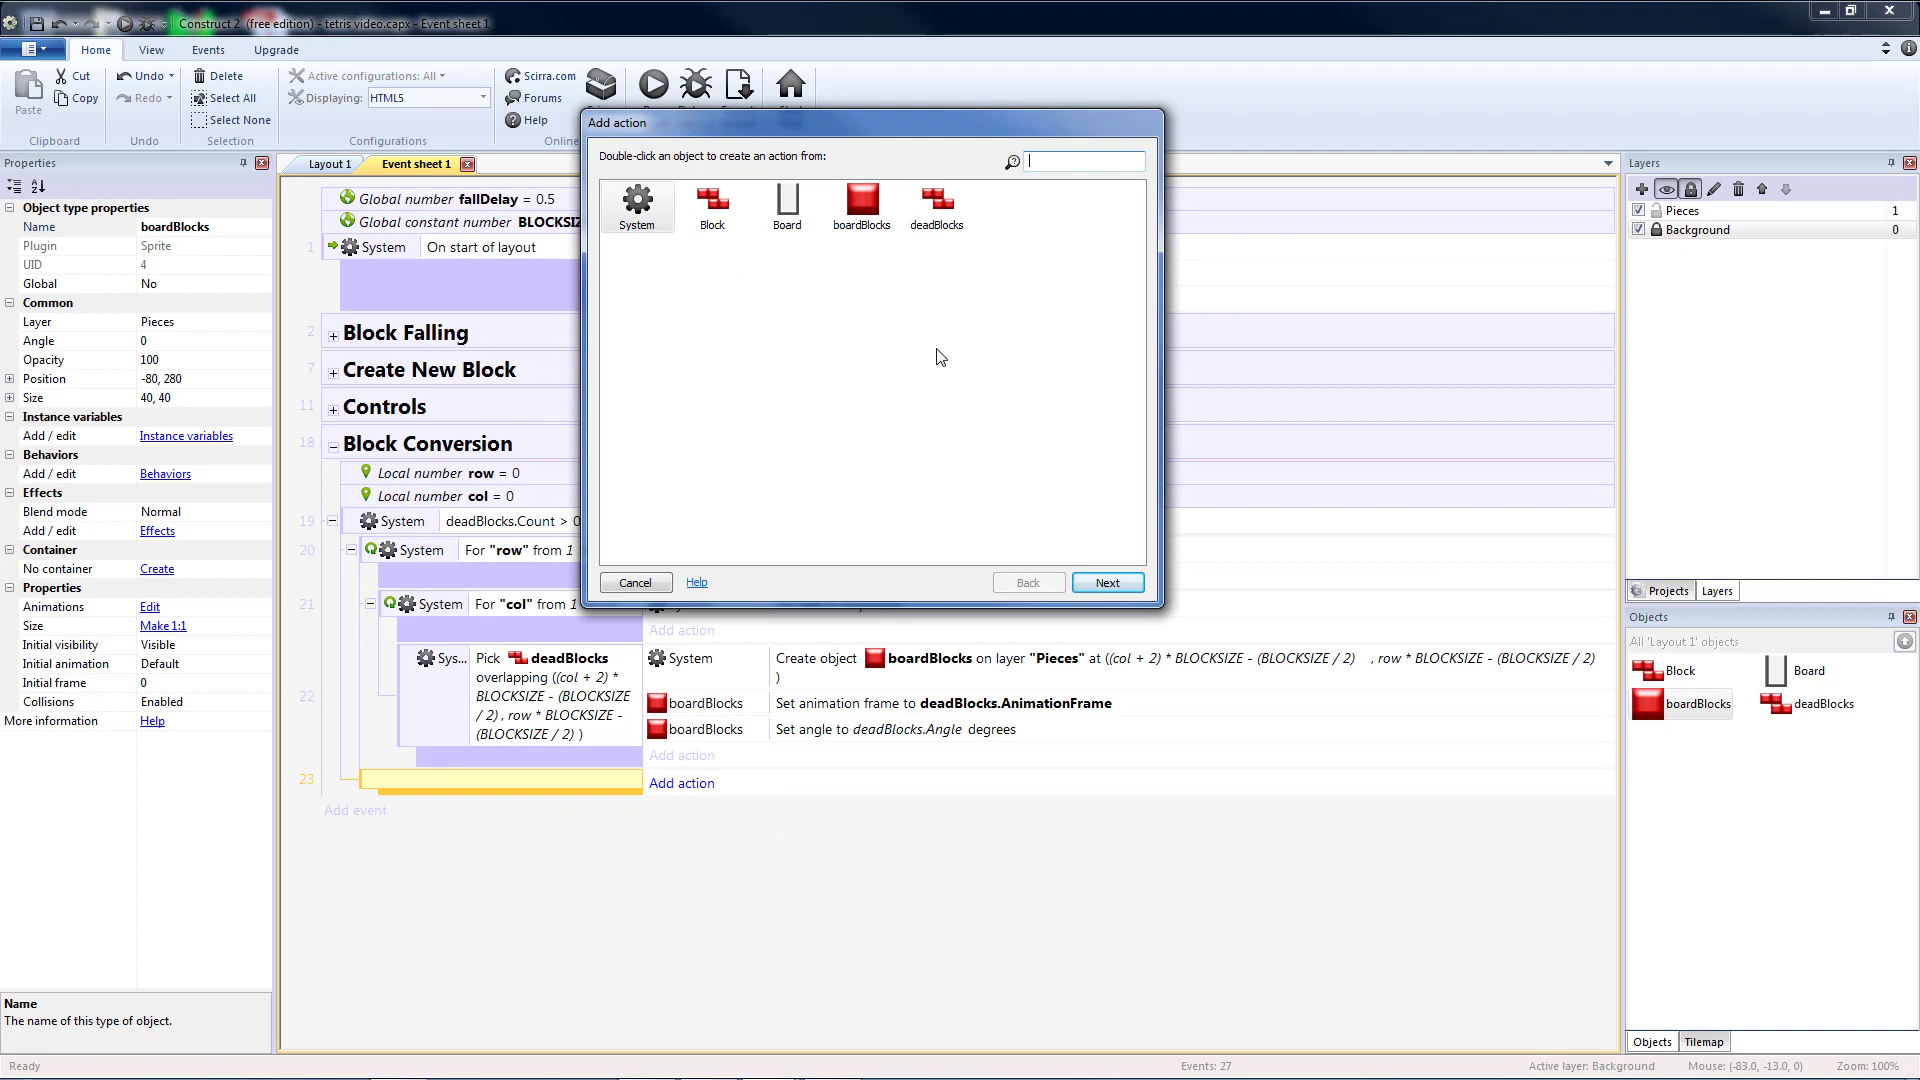 Construct 2 (free edition) - tetris video.capx - Event sheet 1
Home View Events Upgrade
Paste
Cut
Copy
Clipboard
Undo
Redo
Undo
Delete
Select All
Select None
Selection
Active configurations: All
Displaying: HTML5
Configurations
Scirra.com
Forums
Help
Properties
Object type properties
Name boardBlocks
Plugin Sprite
UID 4
Global No
Common
Layer Pieces
Angle 0
Opacity 100
Position -80, 280
Size 40, 40
Instance variables
Add / edit Instance variables
Behaviors
Add / edit Behaviors
Effects
Blend mode Normal
Add / edit Effects
Container
No container Create
Properties
Animations Edit
Size Make 1:1
Initial visibility Visible
Initial animation Default
Initial frame 0
Collisions Enabled
More information Help
Name
The name of this type of object.
Ready
Layout 1 Event sheet 1
Global number fallDelay = 0.5
Global constant number BLOCKSIZ
1 System On start of layout
2 Block Falling
7 Create New Block
11 Controls
18 Block Conversion
Local number row = 0
Local number col = 0
19 System deadBlocks.Count > 0
20 System For "row" from 1
21 System For "col" from 1
Add action
22 Sys... Pick deadBlocks
overlapping ((col + 2) *
BLOCKSIZE - (BLOCKSIZE
/ 2) , row * BLOCKSIZE -
(BLOCKSIZE / 2) )
System Create object boardBlocks on layer "Pieces" at ((col + 2) * BLOCKSIZE - (BLOCKSIZE / 2) , row * BLOCKSIZE - (BLOCKSIZE / 2)
)
boardBlocks Set animation frame to deadBlocks.AnimationFrame
boardBlocks Set angle to deadBlocks.Angle degrees
Add action
23 Add action
Add event
Add action
Double-click an object to create an action from:
System Block Board boardBlocks deadBlocks
Cancel Help Back Next
Layers
Pieces 1
Background 0
Projects Layers
Objects
All 'Layout 1' objects
Block Board
boardBlocks deadBlocks
Objects Tilemap
Events: 27
Active layer: Background
Mouse: (-83.0, -13.0, 0)
Zoom: 100%